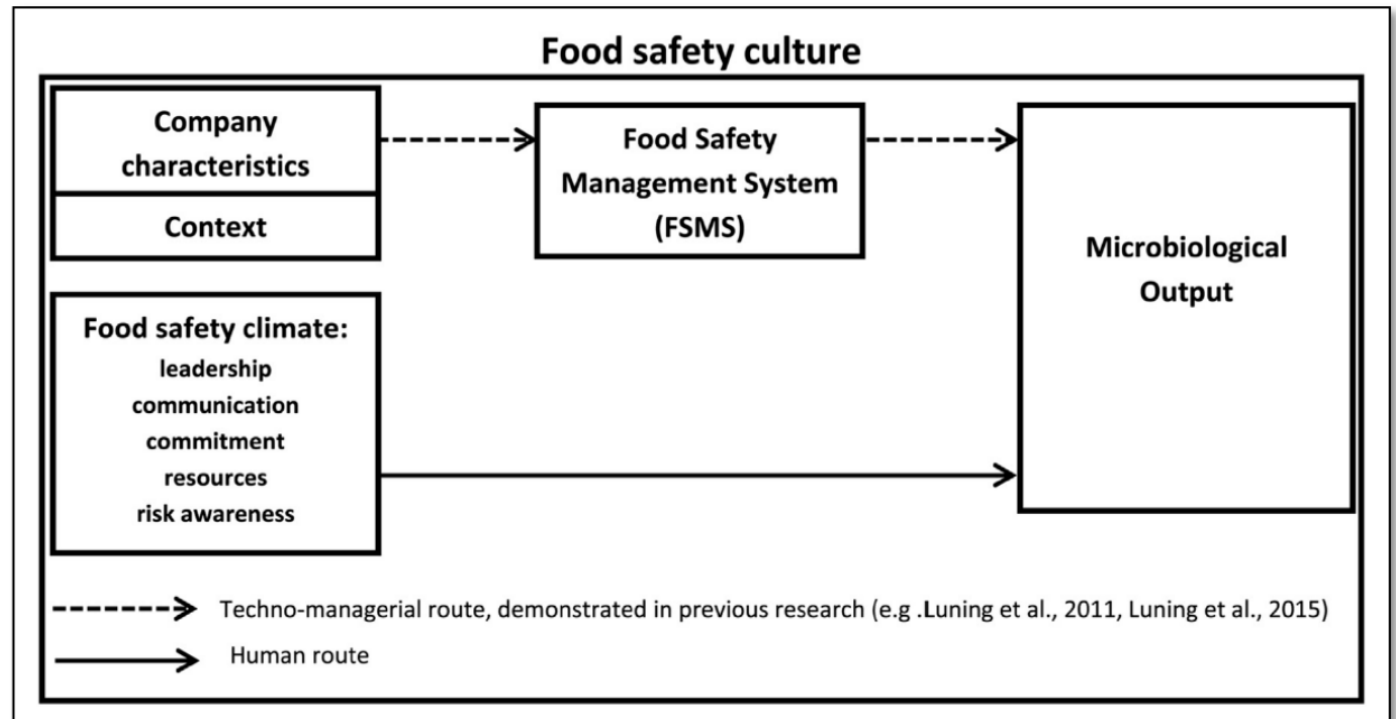 Food safety culture
Company
characteristics
Context
Food Safety
Management System
(FSMS)
Microbiological
Output
Food safety climate:
leadership
communication
commitment
resources
risk awareness
Techno-managerial route, demonstrated in previous research (e.g .Luning et al., 2011, Luning et al., 2015)
Human route